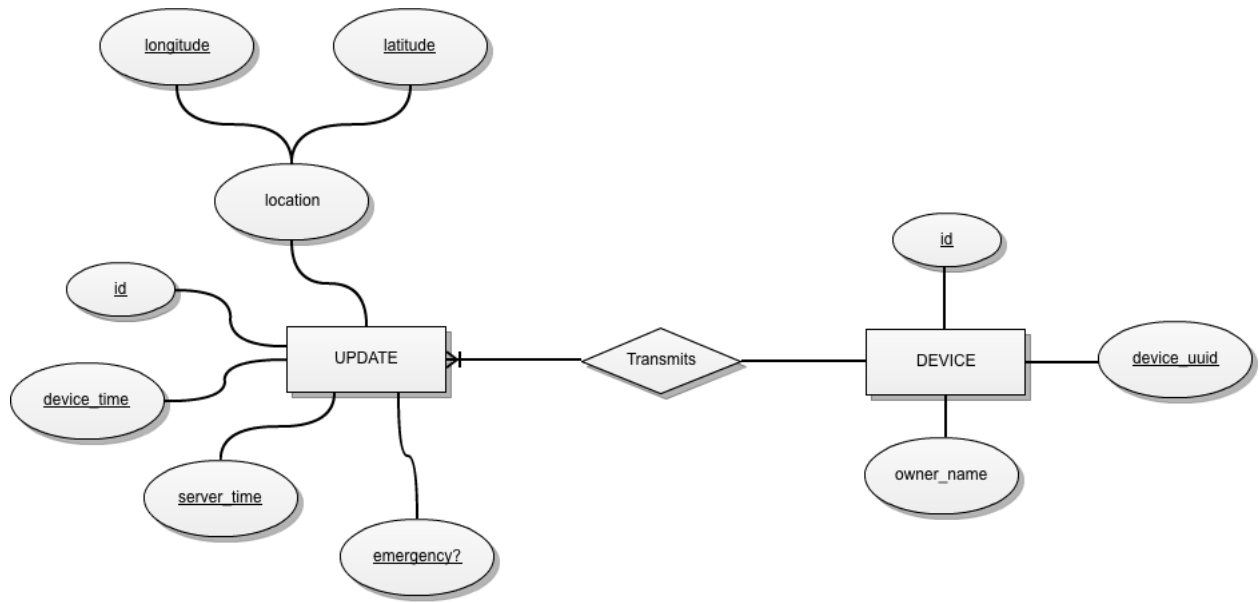 longitude
latitude
location
id
id
UPDATE
Transmits
DEVICE
device_uuid
device_time
owner_name
server_time
emergency?